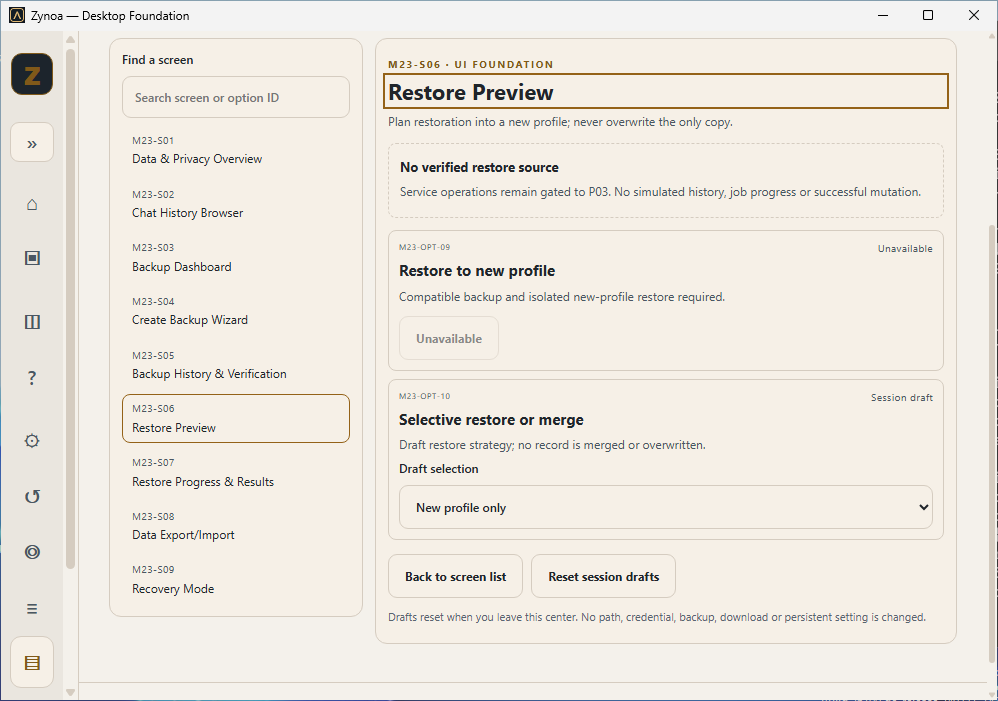 Zynoa — Desktop Foundation
Z
»
?
Find a screen
Search screen or option ID
M23-S01
Data & Privacy Overview
M23-S02
Chat History Browser
M23-S03
Backup Dashboard
M23-S04
Create Backup Wizard
M23-S05
Backup History & Verification
M23-S06
Restore Preview
M23-S07
Restore Progress & Results
M23-S08
Data Export/Import
M23-S09
Recovery Mode
M23-S06 · UI FOUNDATION
Restore Preview
Plan restoration into a new profile; never overwrite the only copy.
No verified restore source
Service operations remain gated to P03. No simulated history, job progress or successful mutation.
M23-OPT-09
Unavailable
Restore to new profile
Compatible backup and isolated new-profile restore required.
Unavailable
M23-OPT-10
Session draft
Selective restore or merge
Draft restore strategy; no record is merged or overwritten.
Draft selection
New profile only
Back to screen list
Reset session drafts
Drafts reset when you leave this center. No path, credential, backup, download or persistent setting is changed.